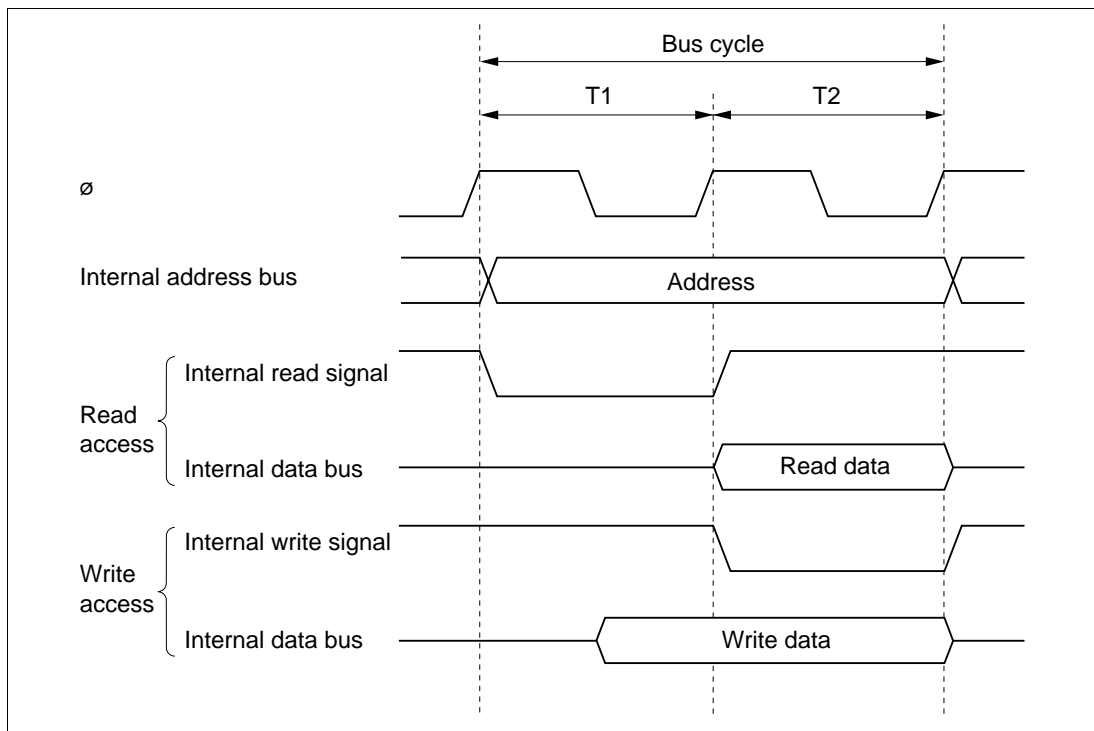 Bus cycle
T1
T2
ø
Internal address bus
Address
Internal read signal
Read
access
Internal data bus
Read data
Internal write signal
Write
access
Internal data bus
Write data